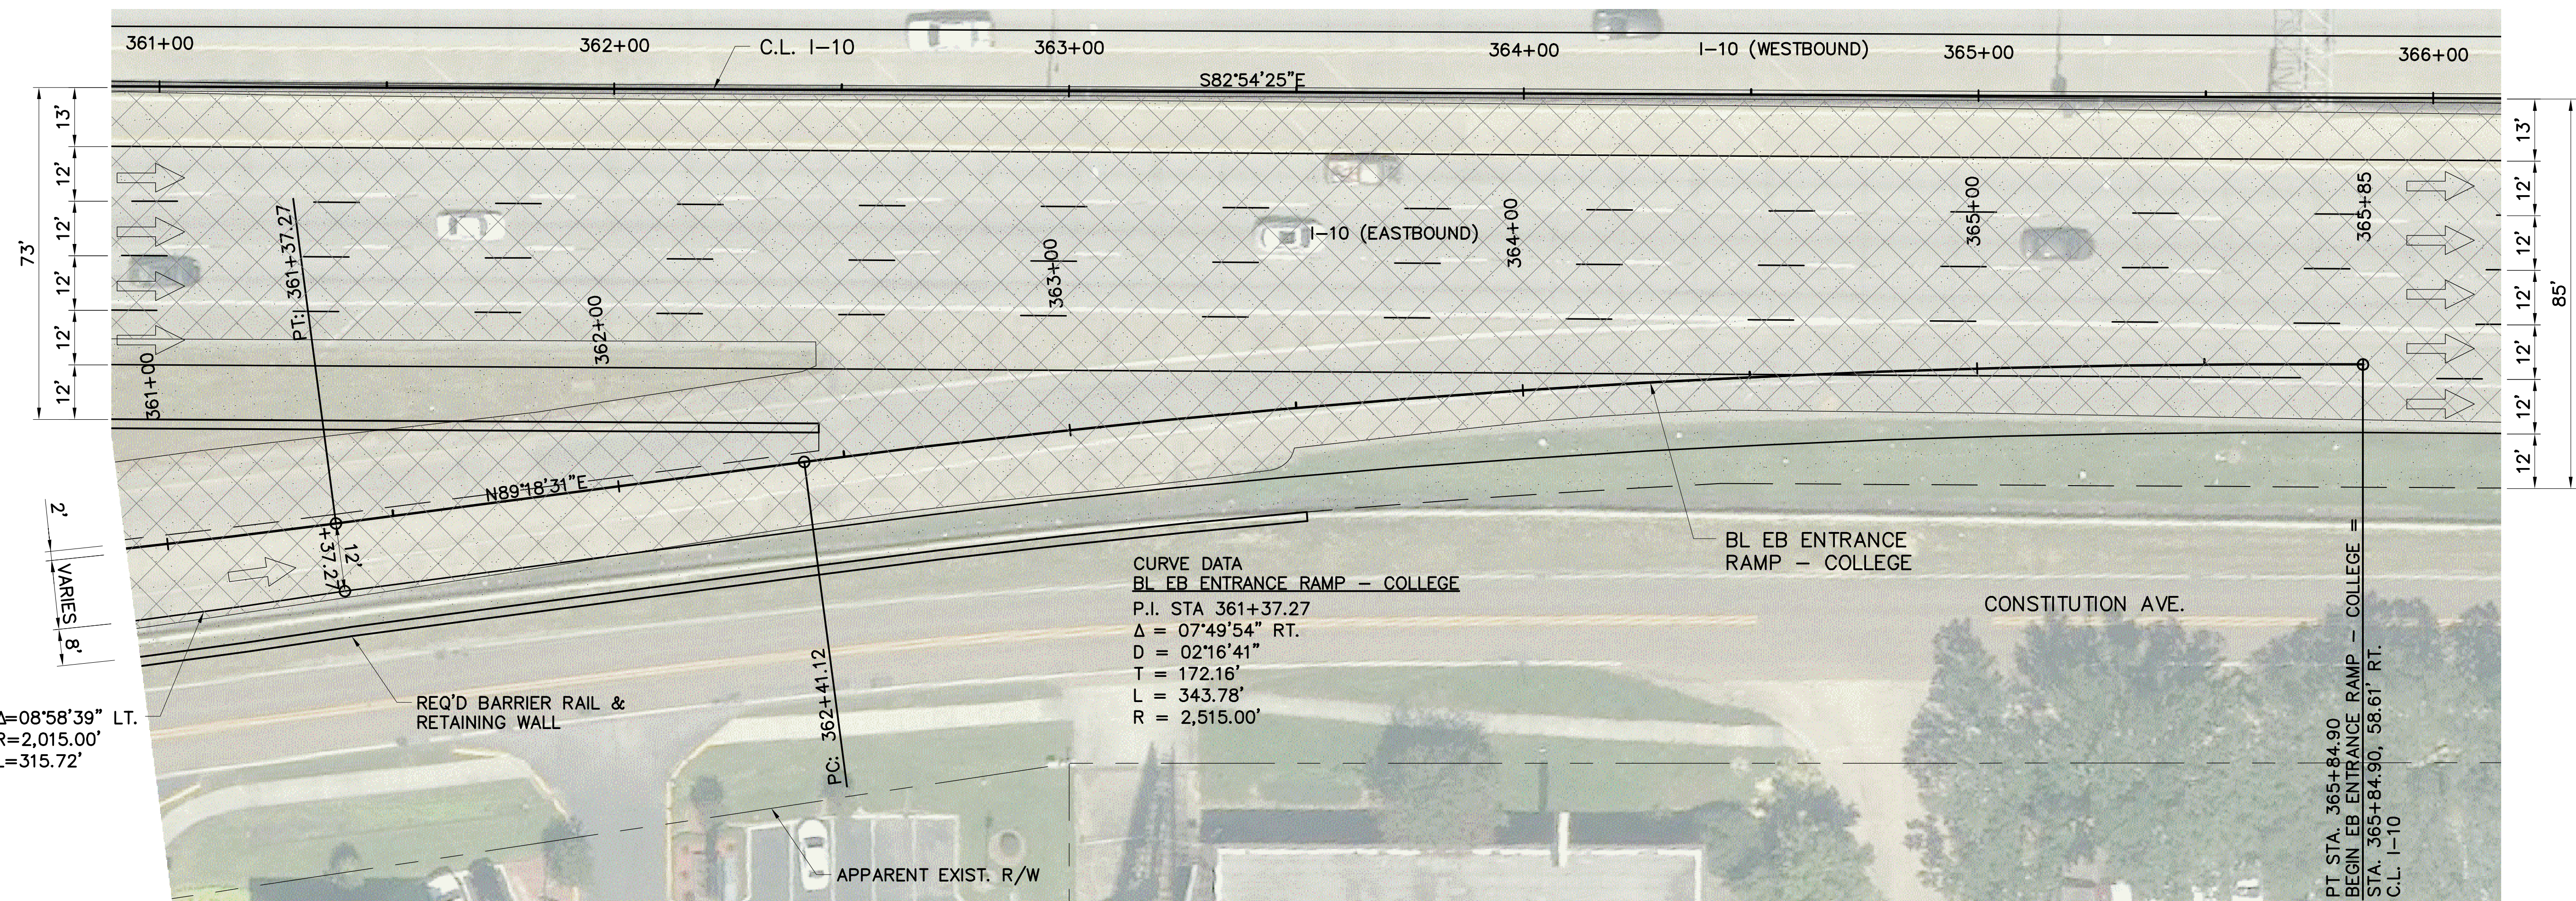 361+00
362+00
C.L. I-10
363+00
364+00
I-10 (WESTBOUND)
365+00
366+00
S82°54'25"E
13'
12'
12'
12'
12'
12'
73'
13'
12'
12'
12'
12'
12'
12'
85'
PT: 361+37.27
361+00
362+00
363+00
364+00
365+00
365+85
I-10 (EASTBOUND)
N89°18'31"E
2'
VARIES
8'
12'
+37.27
BL EB ENTRANCE
RAMP - COLLEGE
CONSTITUTION AVE.
CURVE DATA
BL EB ENTRANCE RAMP - COLLEGE
P.I. STA 361+37.27
Δ = 07°49'54" RT.
D = 02°16'41"
T = 172.16'
L = 343.78'
R = 2,515.00'
REQ'D BARRIER RAIL &
RETAINING WALL
PC: 362+41.12
Δ=08°58'39" LT.
R=2,015.00'
L=315.72'
APPARENT EXIST. R/W
PT STA. 365+84.90
BEGIN EB ENTRANCE RAMP - COLLEGE =
STA. 365+84.90, 58.61' RT.
C.L. I-10